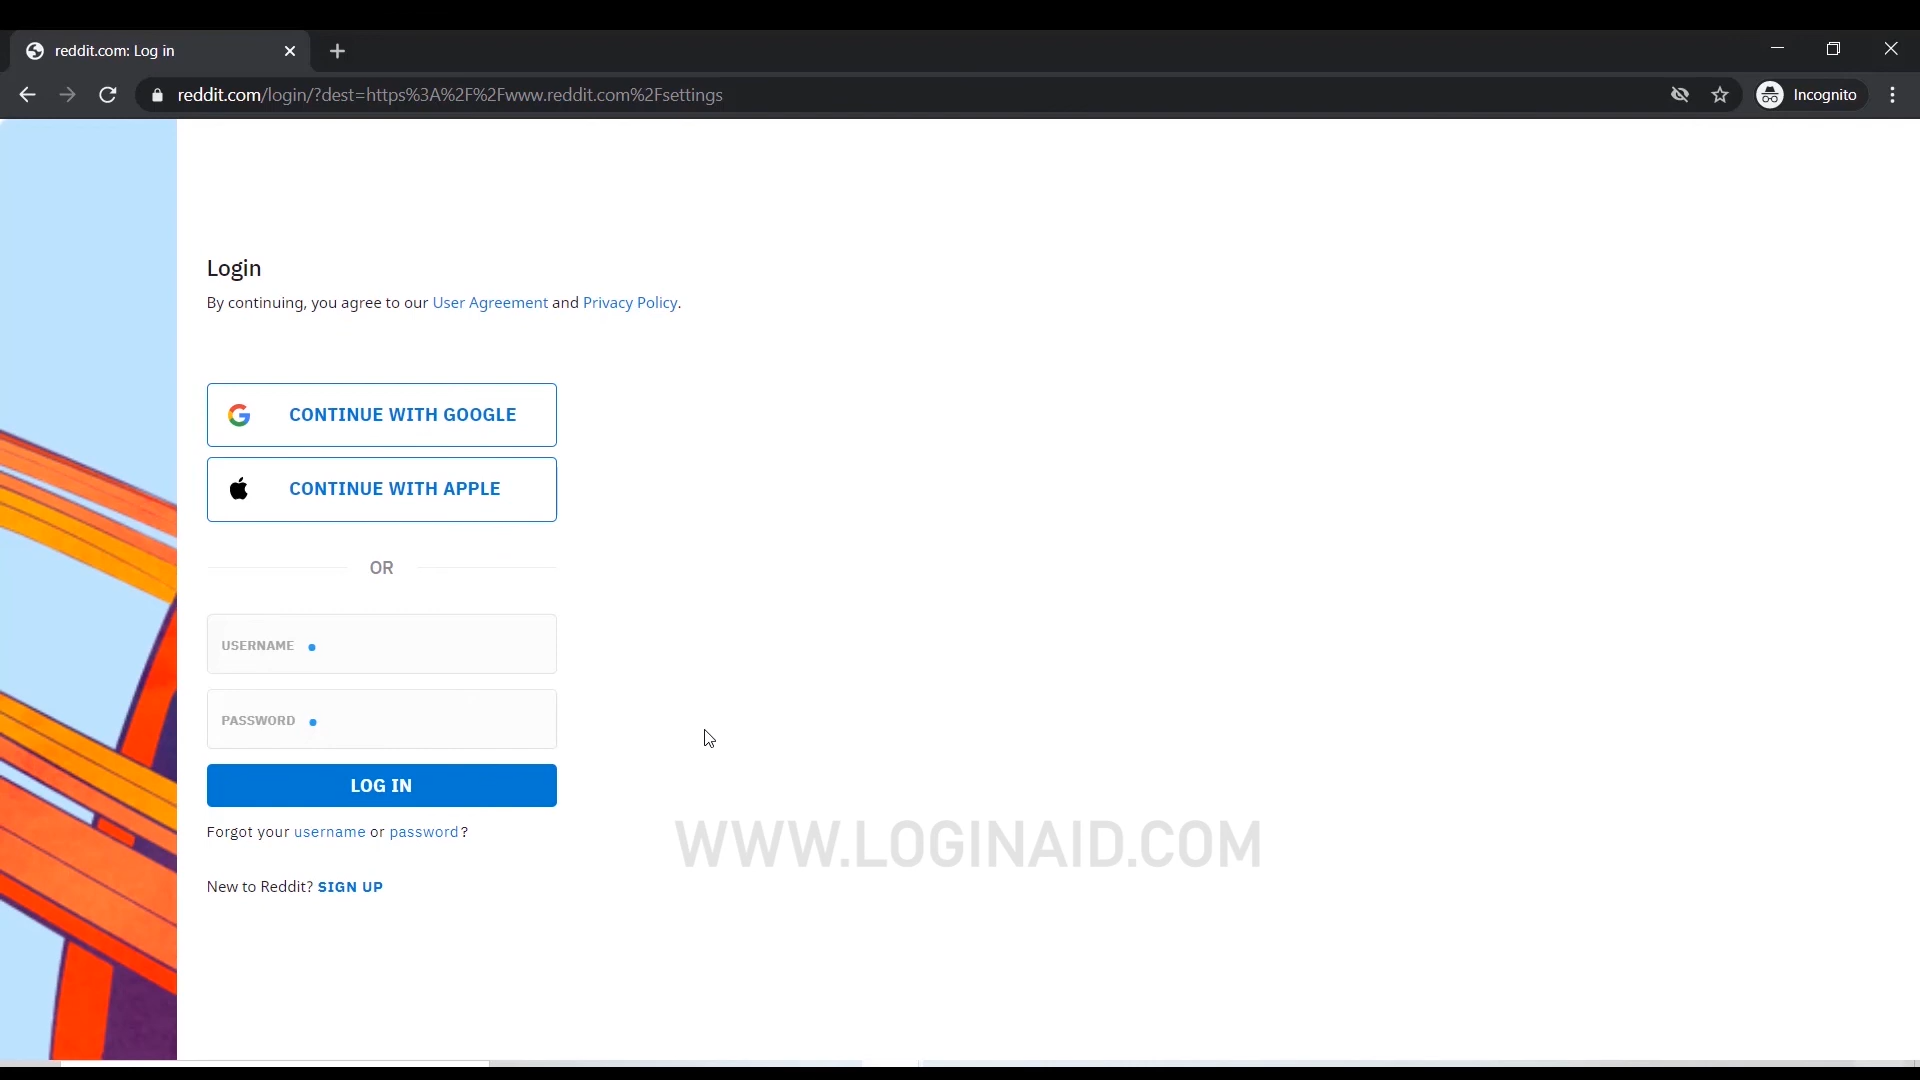 reddit.com: Log in
reddit.com/login/?dest=https%3A%2F%2Fwww.reddit.com%2Fsettings
Incognito
Login
By continuing, you agree to our User Agreement and Privacy Policy.
CONTINUE WITH GOOGLE
CONTINUE WITH APPLE
OR
USERNAME
PASSWORD
LOG IN
Forgot your username or password?
WWW.LOGINAID.COM
New to Reddit? SIGN UP